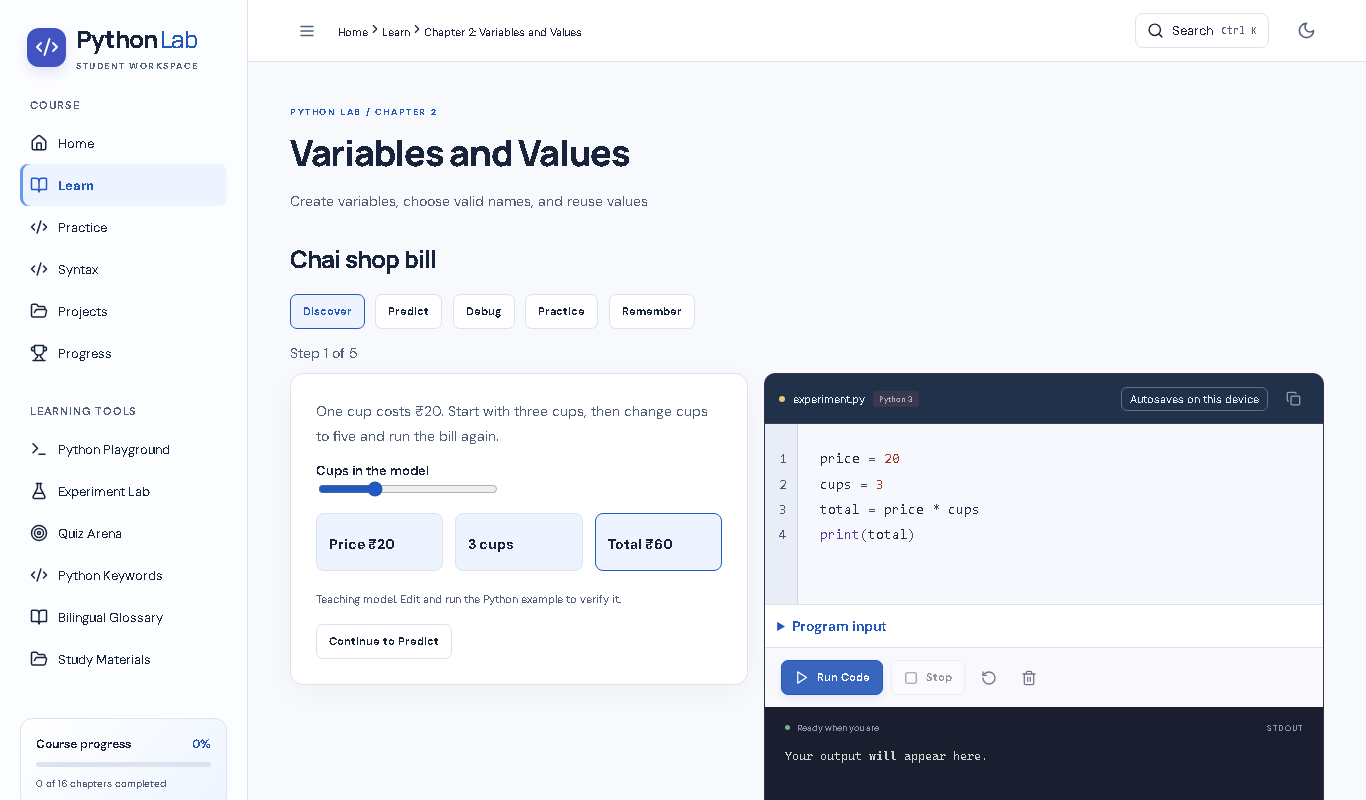 Python Lab
STUDENT WORKSPACE
COURSE
Home
Learn
Practice
Syntax
Projects
Progress
LEARNING TOOLS
Python Playground
Experiment Lab
Quiz Arena
Python Keywords
Bilingual Glossary
Study Materials
Course progress 0%
0 of 16 chapters completed
Home > Learn > Chapter 2: Variables and Values
Search Ctrl K
PYTHON LAB / CHAPTER 2
Variables and Values
Create variables, choose valid names, and reuse values
Chai shop bill
Discover Predict Debug Practice Remember
Step 1 of 5
One cup costs ₹20. Start with three cups, then change cups
to five and run the bill again.
Cups in the model
Price ₹20 3 cups Total ₹60
Teaching model. Edit and run the Python example to verify it.
Continue to Predict
experiment.py Python 3 Autosaves on this device
1 price = 20
2 cups = 3
3 total = price * cups
4 print(total)
Program input
Run Code Stop
Ready when you are STDOUT
Your output will appear here.